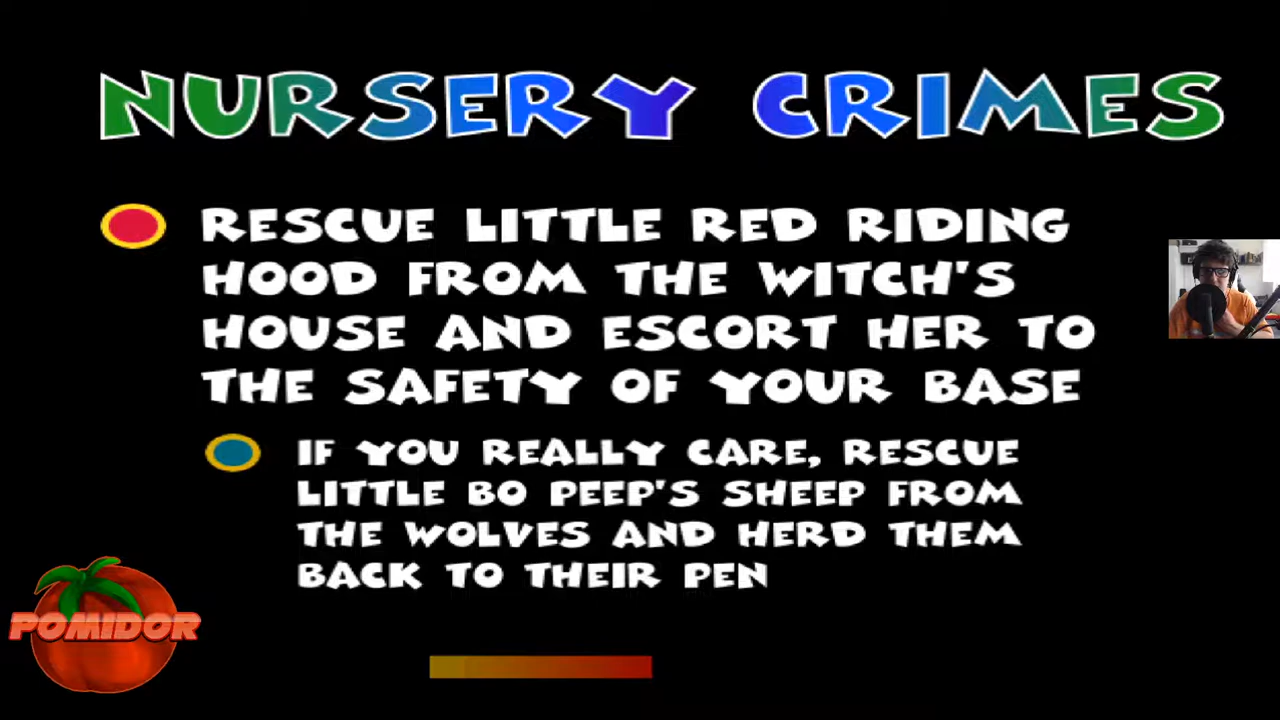 NURSERY CRIMES
RESCUE LITTLE RED RIDING
HOOD FROM THE WITCH'S
HOUSE AND ESCORT HER TO
THE SAFETY OF YOUR BASE
IF YOU REALLY CARE, RESCUE
LITTLE BO PEEP'S SHEEP FROM
THE WOLVES AND HERD THEM
BACK TO THEIR PEN
POMIDOR